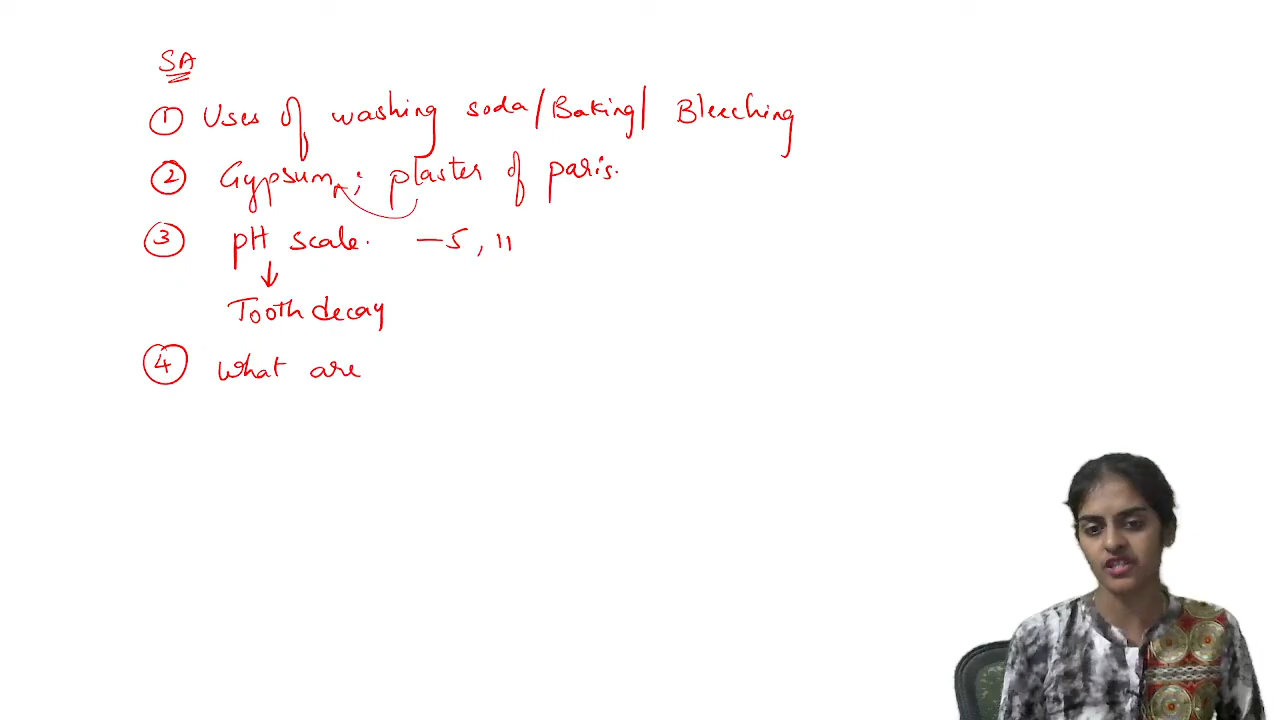 SA
① Uses of washing soda/Baking/ Bleeching
② Gypsum ; plaster of paris.
③ pH scale. - 5, 11
↓
Tooth decay
④ What are